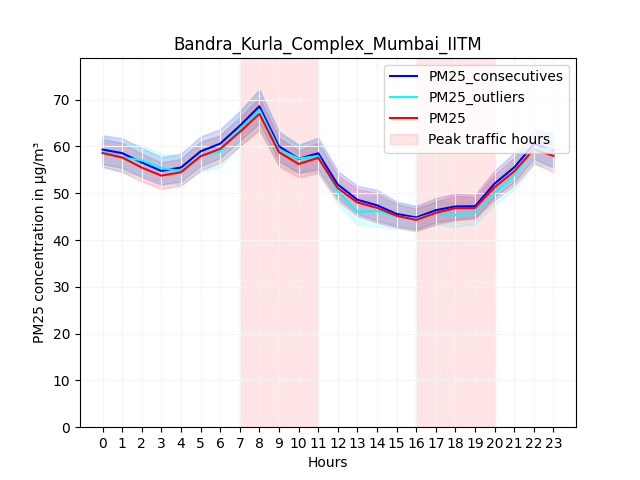 Bandra_Kurla_Complex_Mumbai_IITM
PM25_consecutives
PM25_outliers
PM25
Peak traffic hours
PM25 concentration in µg/m³
70
60
50
40
30
20
10
0
0 1 2 3 4 5 6 7 8 9 10 11 12 13 14 15 16 17 18 19 20 21 22 23
Hours